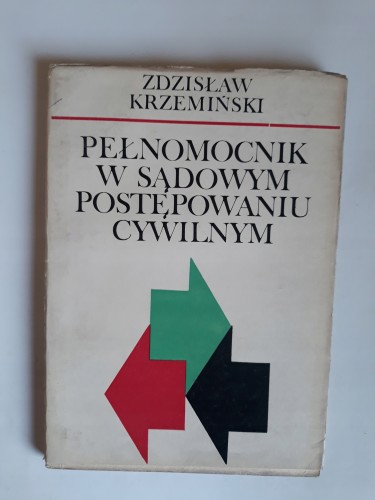 ZDZISŁAW
KRZEMIŃSKI
PEŁNOMOCNIK
W SĄDOWYM
POSTĘPOWANIU
CYWILNYM